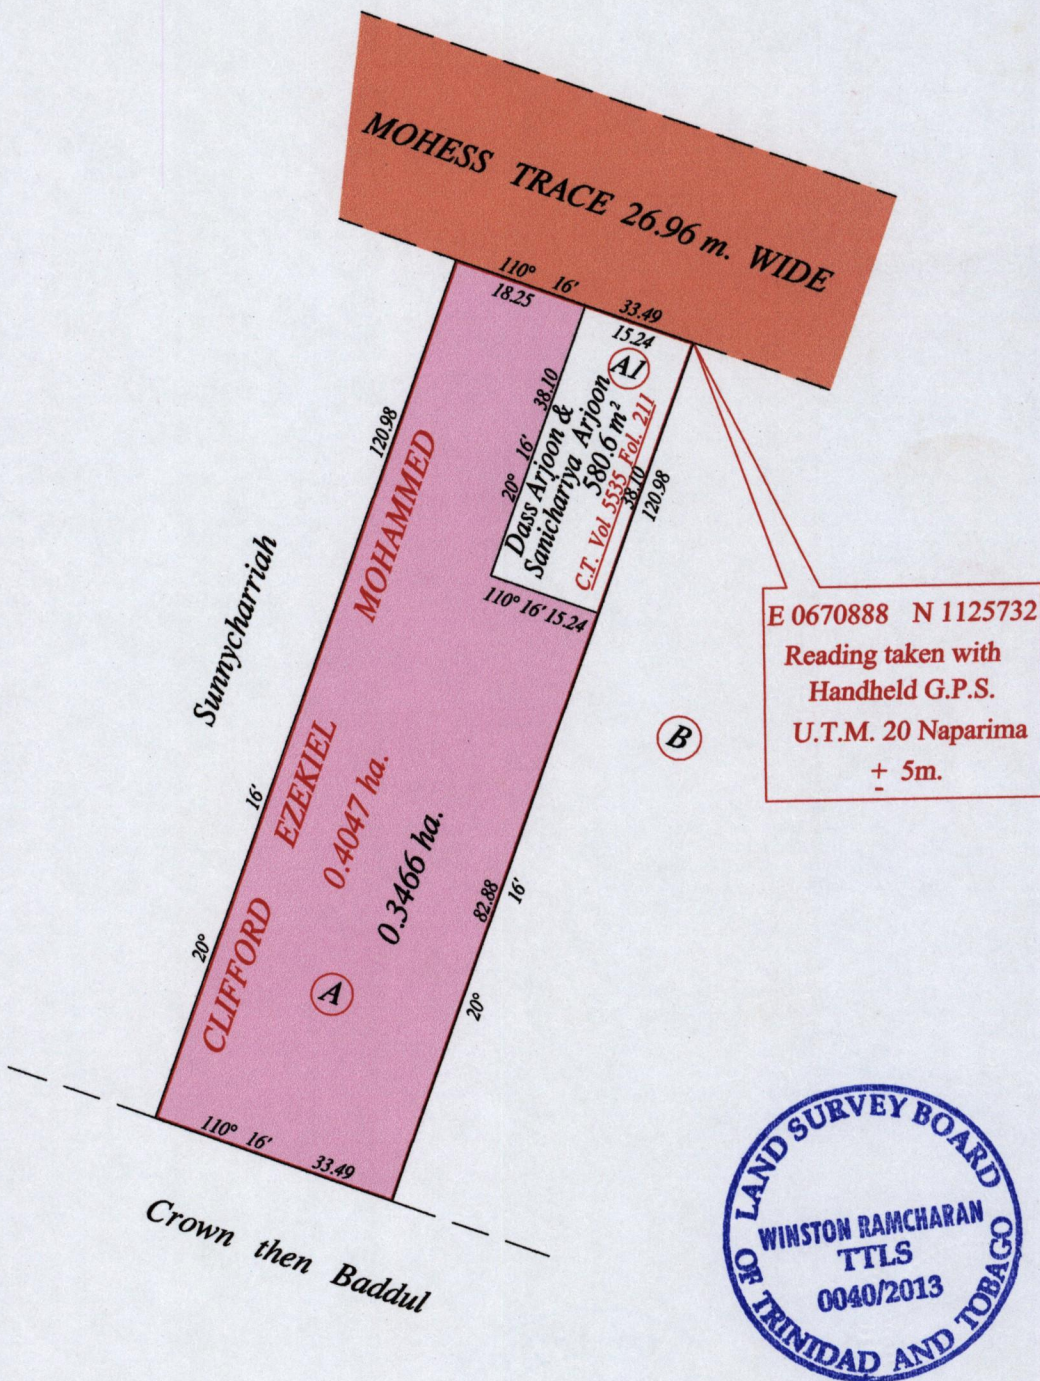 MOHESS TRACE 26.96 m. WIDE
110° 16'
18.25
33.49
15.24
A1
Dass Arjoon &
Sanichariya Arjoon
580.6 m²
C.T. Vol 5535 Fol. 211
20° 16' 38.10
38.10
120.98
110° 16' 15.24
120.98
16'
20°
Sunnycharriah
CLIFFORD EZEKIEL MOHAMMED
0.4047 ha.
0.3466 ha.
A
B
82.88
16'
20°
E 0670888 N 1125732
Reading taken with
Handheld G.P.S.
U.T.M. 20 Naparima
± 5m.
110° 16' 33.49
Crown then Baddul
LAND SURVEY BOARD
WINSTON RAMCHARAN
TTLS
0040/2013
OF TRINIDAD AND TOBAGO